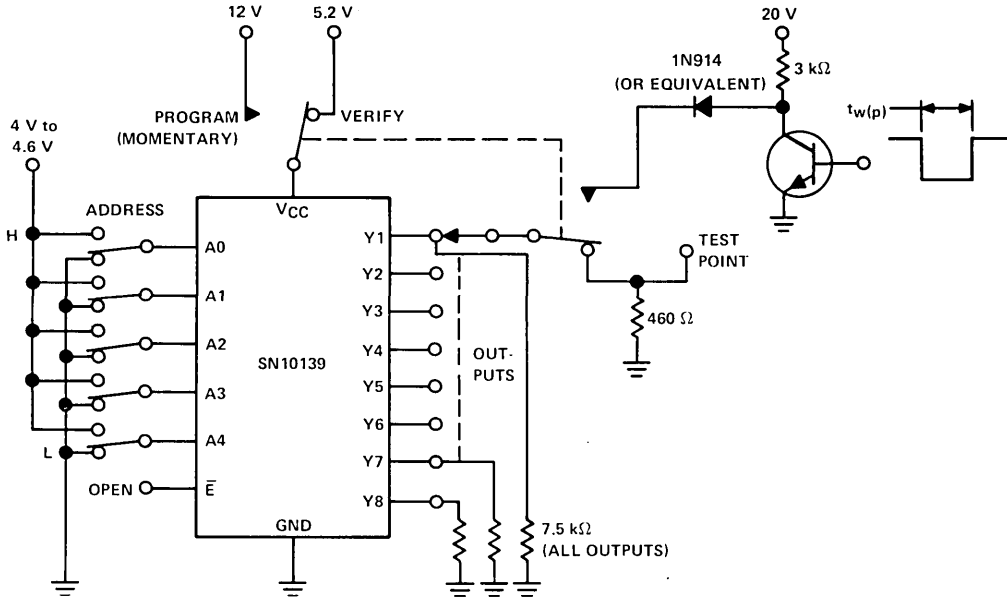 12 V
5.2 V
20 V
1N914
(OR EQUIVALENT)
3 kΩ
tw(p)
PROGRAM
(MOMENTARY)
VERIFY
4 V to
4.6 V
ADDRESS
VCC
H
A0
A1
A2
A3
A4
L
OPEN
E̅
SN10139
GND
Y1
Y2
Y3
Y4
Y5
Y6
Y7
Y8
OUT-
PUTS
TEST
POINT
460 Ω
7.5 kΩ
(ALL OUTPUTS)